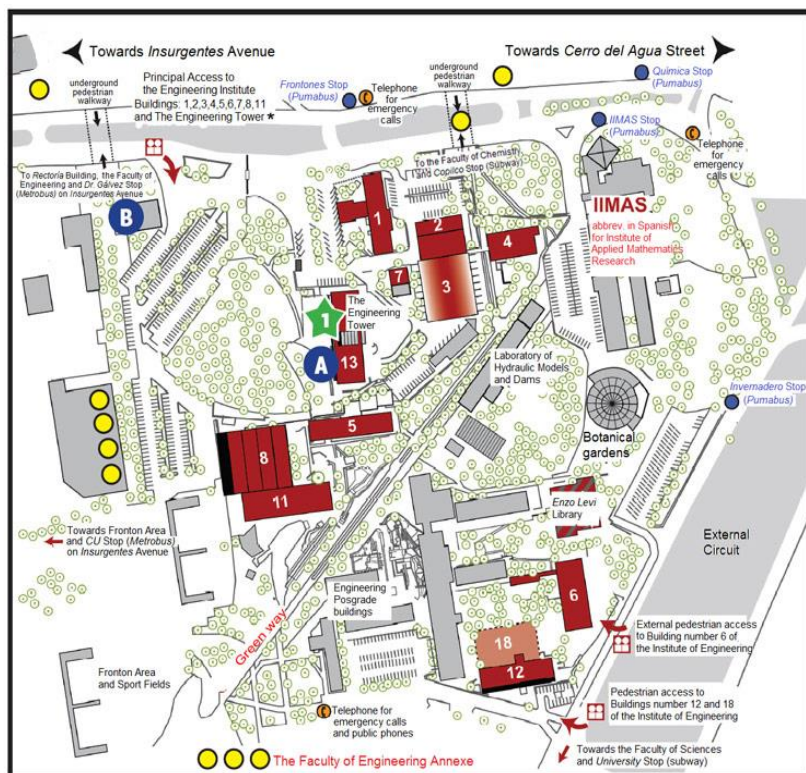 Towards Insurgentes Avenue
Towards Cerro del Agua Street
underground
pedestrian
walkway
Principal Access to
the Engineering Institute
Buildings: 1,2,3,4,5,6,7,8,11
and The Engineering Tower *
Frontones Stop
(Pumabus)
Telephone
for emergency
calls
underground
pedestrian
walkway
Química Stop
(Pumabus)
IIMAS Stop
(Pumabus)
Telephone
for
emergency
calls
To Rectoría Building, the Faculty of
Engineering and Dr. Gálvez Stop
(Metrobus) on Insurgentes Avenue
To the Faculty of Chemistry
and Copilco Stop (Subway)
B
1
2
4
IIMAS
abbrev. in Spanish
for Institute of
Applied Mathematics
Research
7
3
1
The
Engineering
Tower
A
13
Laboratory of
Hydraulic Models
and Dams
Invernadero Stop
(Pumabus)
5
8
Botanical
gardens
11
Enzo Levi
Library
Towards Fronton Area
and CU Stop (Metrobus)
on Insurgentes Avenue
External
Circuit
Engineering
Posgrade
buildings
6
Green way
External pedestrian access
to Building number 6 of
the Institute of Engineering
18
12
Fronton Area
and Sport Fields
Pedestrian access to
Buildings number 12 and 18
of the Institute of Engineering
Telephone for
emergency calls
and public phones
Towards the Faculty of Sciences
and University Stop (subway)
The Faculty of Engineering Annexe